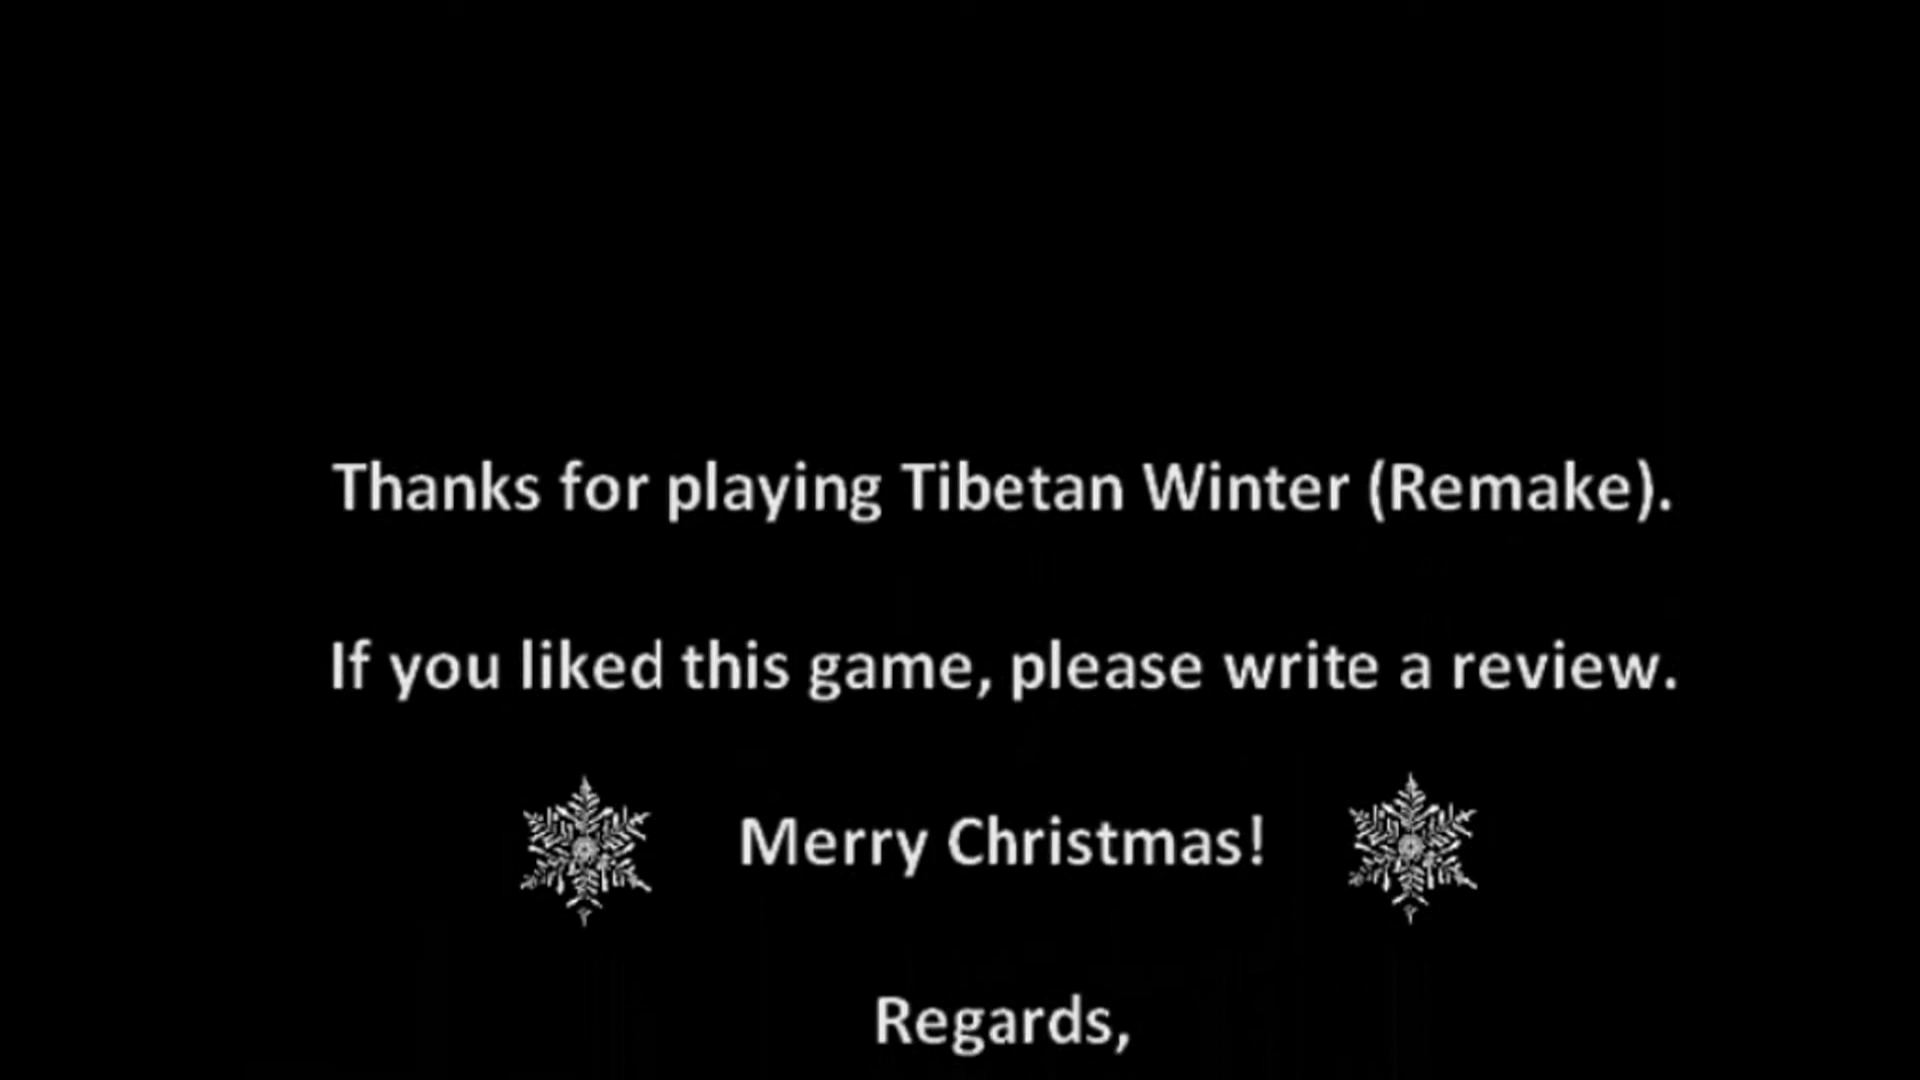 Thanks for playing Tibetan Winter (Remake).
If you liked this game, please write a review.
Merry Christmas!
Regards,